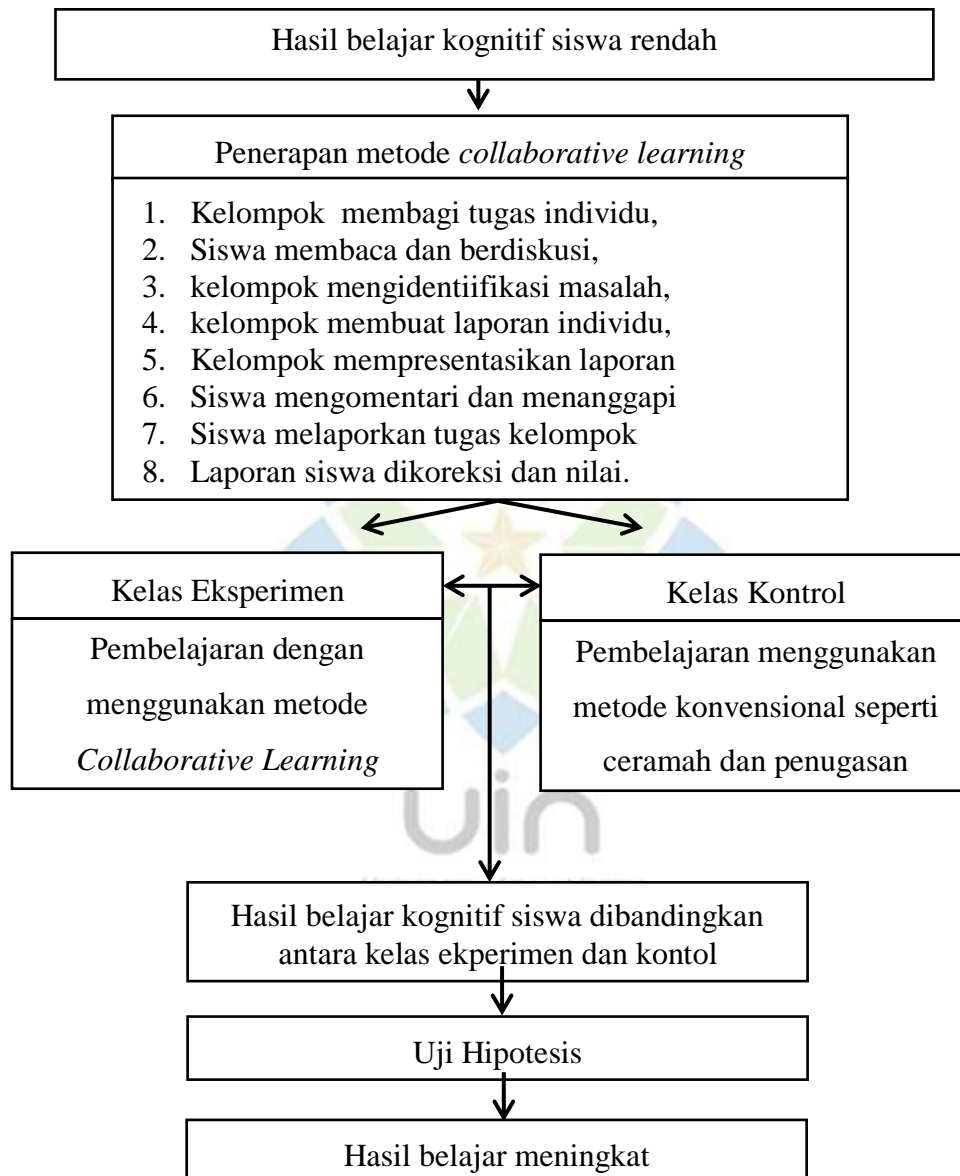 Hasil belajar kognitif siswa rendah
Penerapan metode collaborative learning
1. Kelompok membagi tugas individu,
2. Siswa membaca dan berdiskusi,
3. kelompok mengidentiifikasi masalah,
4. kelompok membuat laporan individu,
5. Kelompok mempresentasikan laporan
6. Siswa mengomentari dan menanggapi
7. Siswa melaporkan tugas kelompok
8. Laporan siswa dikoreksi dan nilai.
Kelas Eksperimen
Pembelajaran dengan
menggunakan metode
Collaborative Learning
Kelas Kontrol
Pembelajaran menggunakan
metode konvensional seperti
ceramah dan penugasan
uin
Hasil belajar kognitif siswa dibandingkan
antara kelas ekperimen dan kontol
Uji Hipotesis
Hasil belajar meningkat